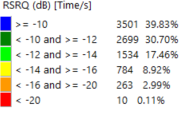 RSRQ (dB) [Time/s]
>= -10 3501 39.83%
< -10 and >= -12 2699 30.70%
< -12 and >= -14 1534 17.46%
< -14 and >= -16 784 8.92%
< -16 and >= -20 263 2.99%
< -20 10 0.11%